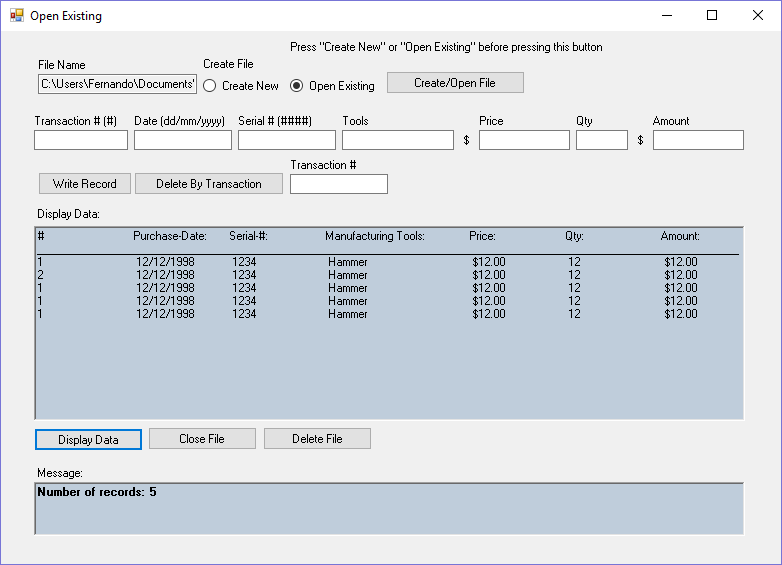 Open Existing
Press "Create New" or "Open Existing" before pressing this button
File Name
Create File
C:\Users\Fernando\Documents'
Create New
Open Existing
Create/Open File
Transaction # (#) Date (dd/mm/yyyy) Serial # (####) Tools Price Qty Amount
$ $
Transaction #
Write Record
Delete By Transaction
Display Data:
# Purchase-Date: Serial-#: Manufacturing Tools: Price: Qty: Amount:
1 12/12/1998 1234 Hammer $12.00 12 $12.00
2 12/12/1998 1234 Hammer $12.00 12 $12.00
1 12/12/1998 1234 Hammer $12.00 12 $12.00
1 12/12/1998 1234 Hammer $12.00 12 $12.00
1 12/12/1998 1234 Hammer $12.00 12 $12.00
Display Data
Close File
Delete File
Message:
Number of records: 5